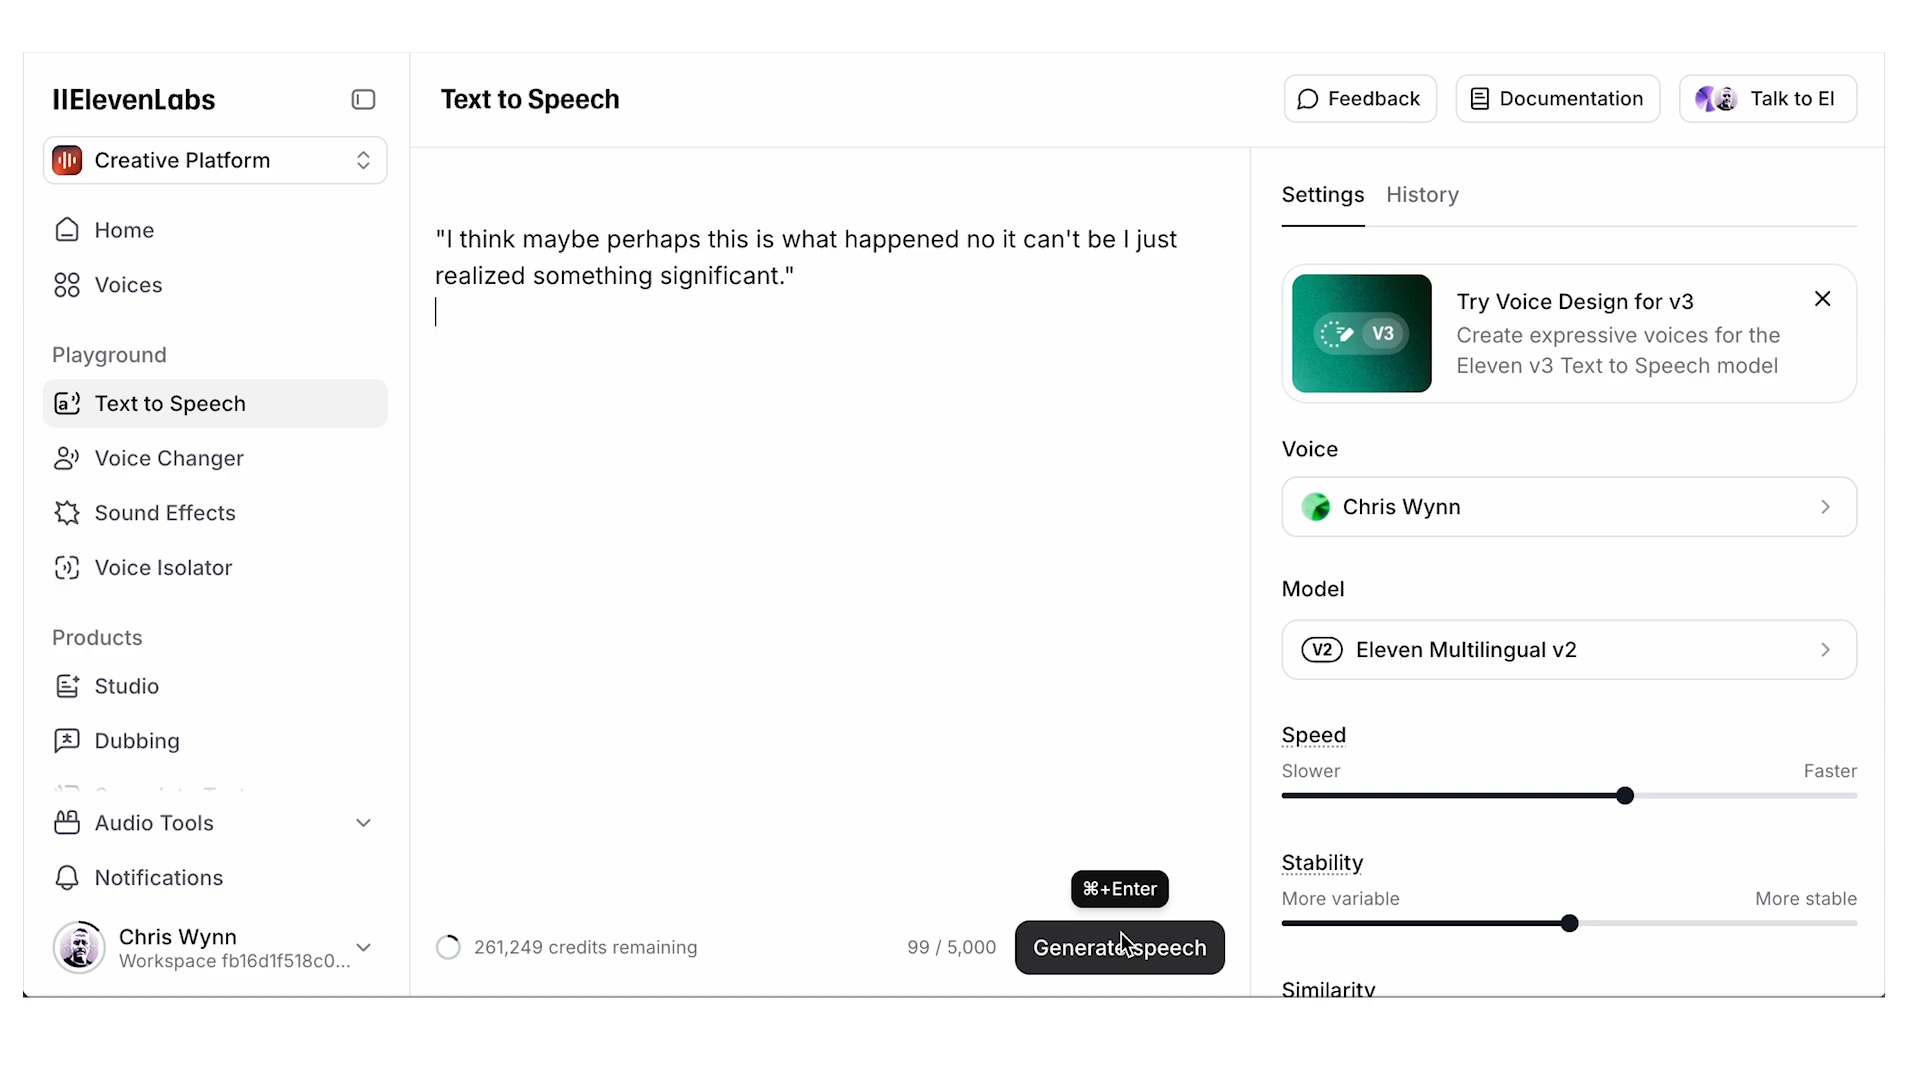 IIElevenLabs
Creative Platform
Home
Voices
Playground
Text to Speech
Voice Changer
Sound Effects
Voice Isolator
Products
Studio
Dubbing
Audio Tools
Notifications
Chris Wynn
Workspace fb16d1f518c0...
Text to Speech
Feedback
Documentation
Talk to El
"I think maybe perhaps this is what happened no it can't be I just
realized something significant."
⌘+Enter
261,249 credits remaining
99 / 5,000
Generate speech
Settings
History
V3
Try Voice Design for v3
Create expressive voices for the
Eleven v3 Text to Speech model
Voice
Chris Wynn
Model
V2 Eleven Multilingual v2
Speed
Slower
Faster
Stability
More variable
More stable
Similarity